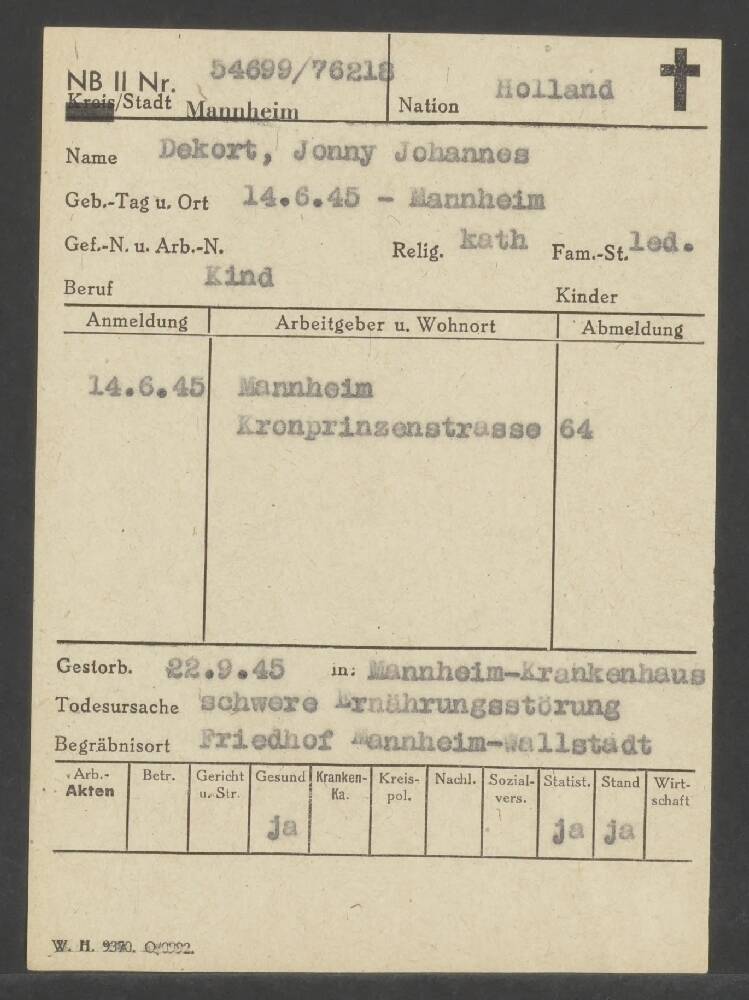 NB II Nr. 54699/76218
Kreis/Stadt Mannheim Nation Holland
Name Dekort, Jonny Johannes
Geb.-Tag u. Ort 14.6.45 - Mannheim
Gef.-N. u. Arb.-N. Relig. kath Fam.-St. led.
Beruf Kind Kinder
Anmeldung Arbeitgeber u. Wohnort Abmeldung
14.6.45 Mannheim
Kronprinzenstrasse 64
Gestorb. 22.9.45 in: Mannheim-Krankenhaus
Todesursache schwere Ernährungsstörung
Begräbnisort Friedhof Mannheim-Wallstadt
Arb.-Akten Betr. Gericht u. Str. Gesund Kranken-Ka. Kreis-pol. Nachl. Sozial-vers. Statist. Stand Wirt-schaft
ja ja ja
W. H.